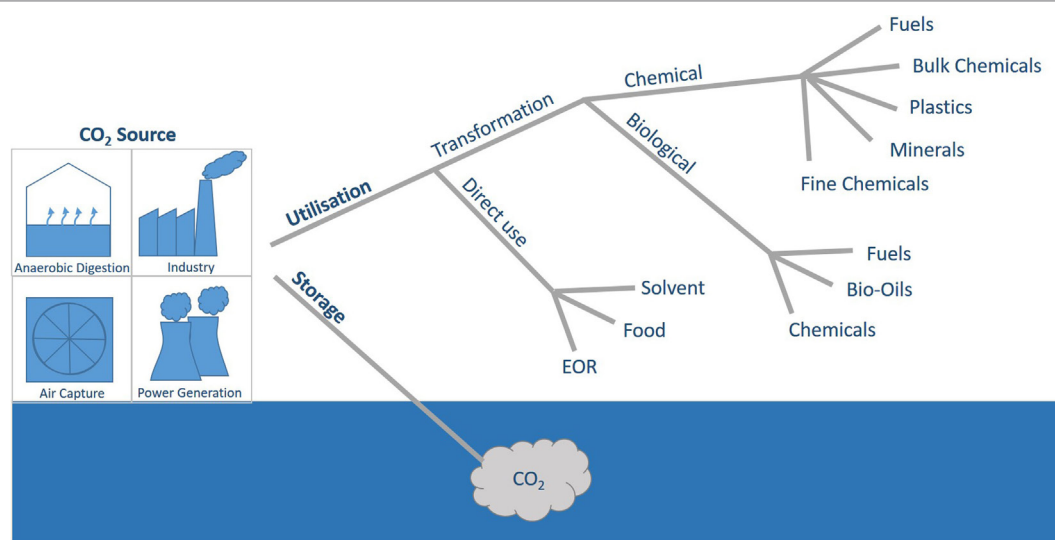 CO₂ Source
Anaerobic Digestion
Industry
Air Capture
Power Generation
Utilisation
Storage
Transformation
Direct use
Chemical
Biological
Fuels
Bulk Chemicals
Plastics
Minerals
Fine Chemicals
Fuels
Bio-Oils
Chemicals
Solvent
Food
EOR
CO₂